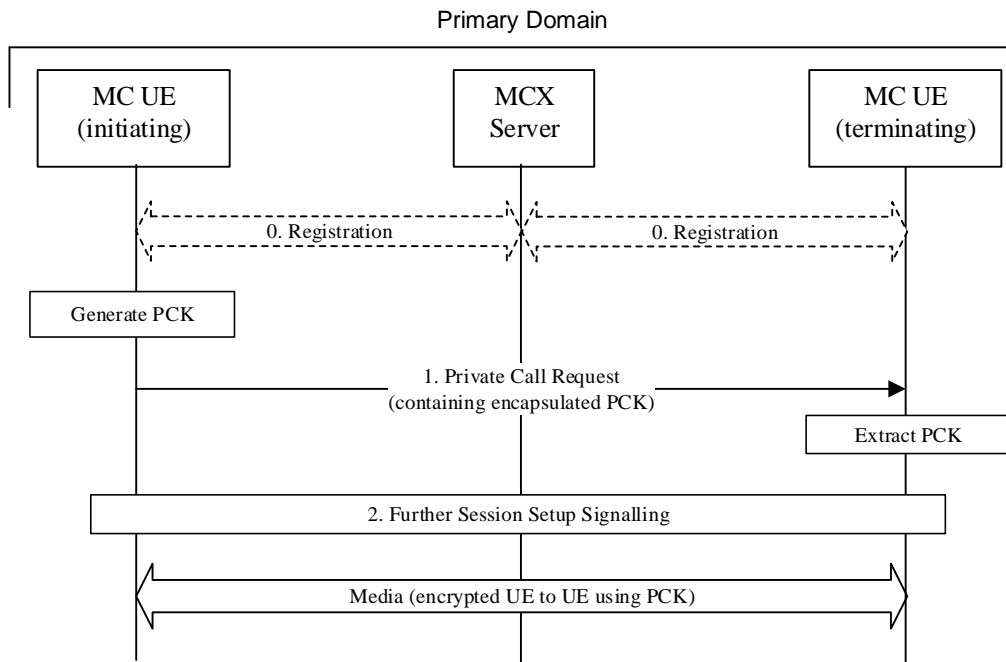 Primary Domain
MC UE
(initiating)
MCX
Server
MC UE
(terminating)
0. Registration
0. Registration
Generate PCK
1. Private Call Request
(containing encapsulated PCK)
Extract PCK
2. Further Session Setup Signalling
Media (encrypted UE to UE using PCK)